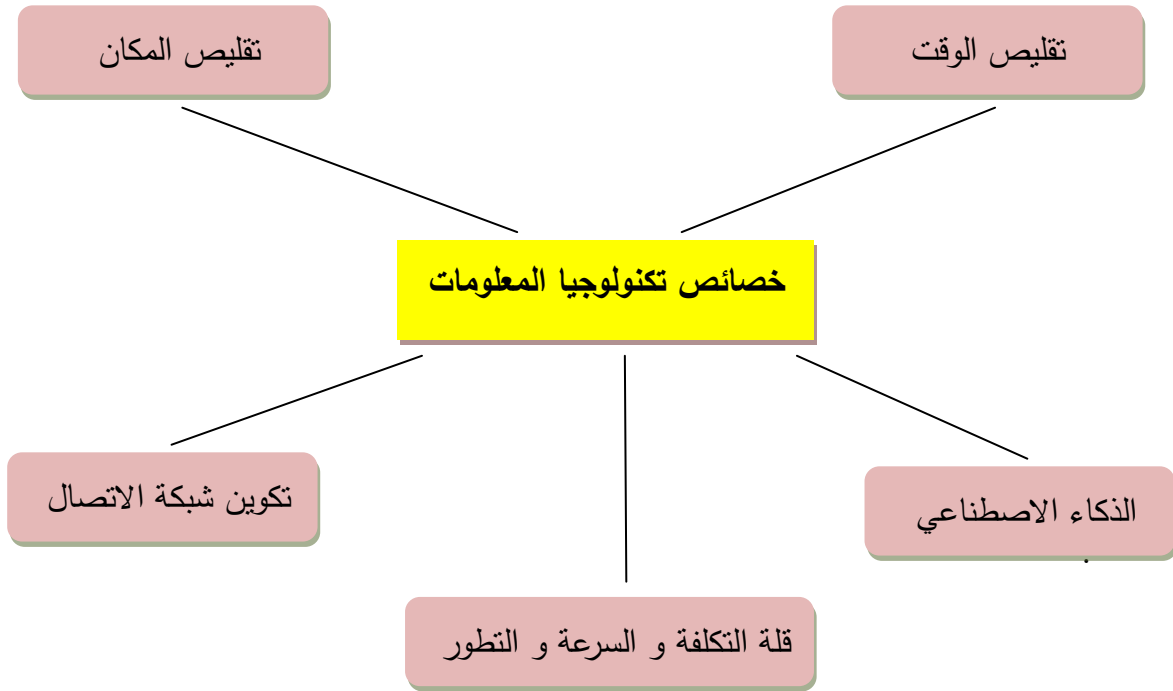 تقليص الوقت
تقليص المكان
خصائص تكنولوجيا المعلومات
تكوين شبكة الاتصال
الذكاء الاصطناعي
.
قلة التكلفة و السرعة و التطور